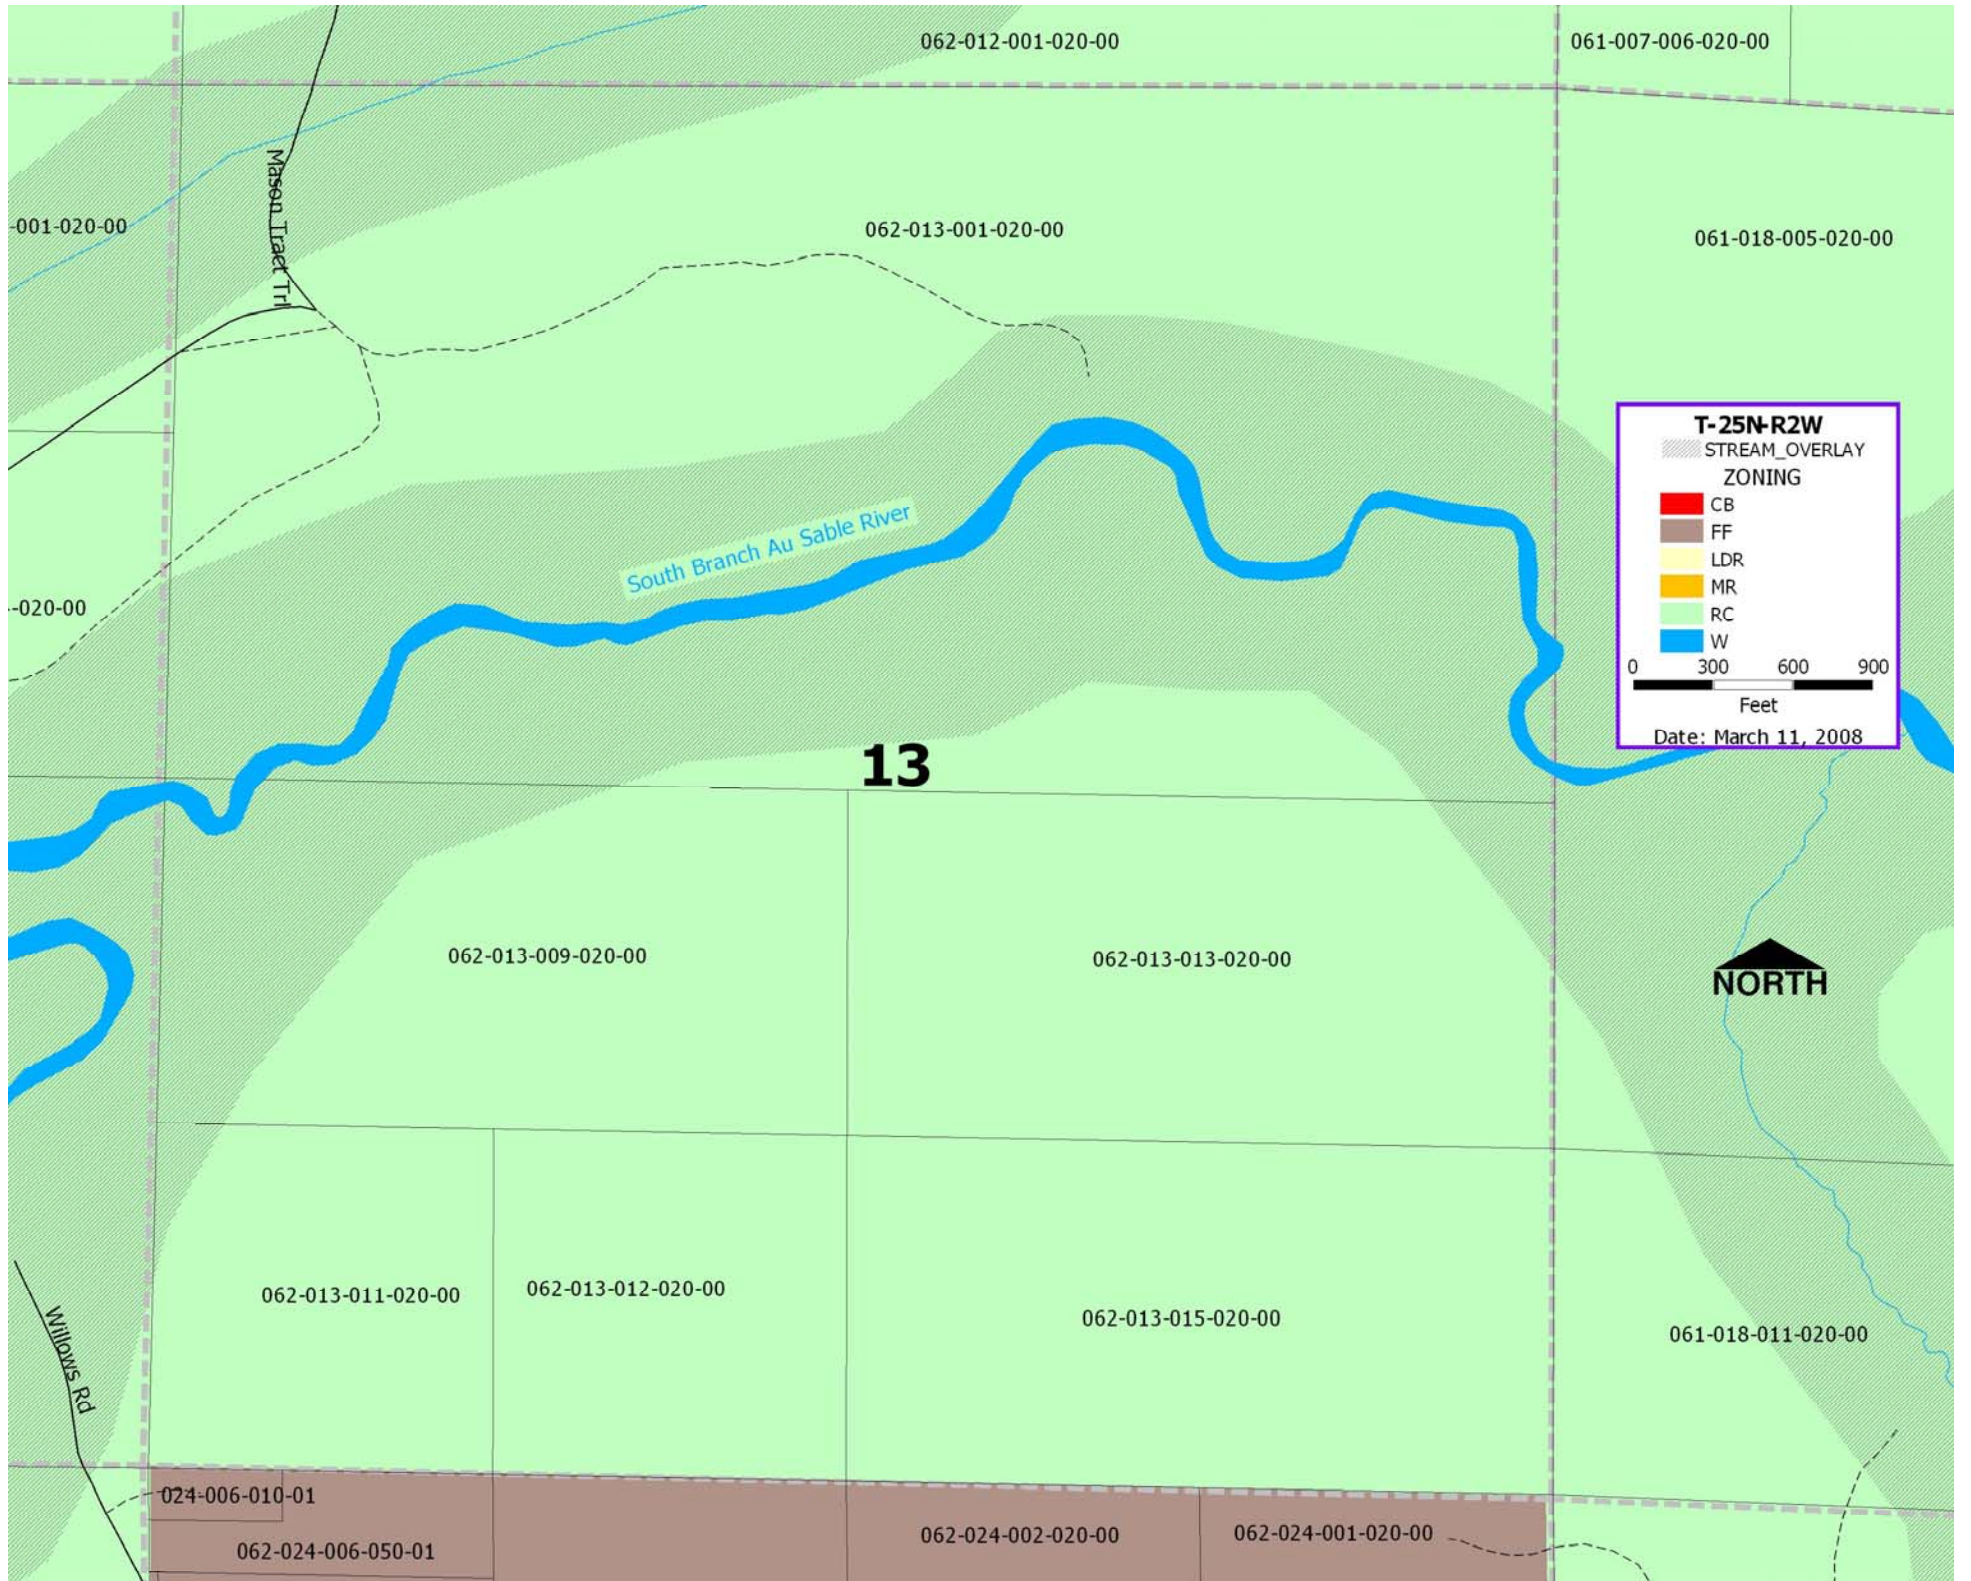 062-012-001-020-00
061-007-006-020-00
Mason Tract Trl
-001-020-00
062-013-001-020-00
061-018-005-020-00
T-25N-R2W
STREAM_OVERLAY
ZONING
CB
FF
LDR
MR
RC
W
0 300 600 900
Feet
Date: March 11, 2008
South Branch Au Sable River
-020-00
13
062-013-009-020-00
062-013-013-020-00
NORTH
062-013-011-020-00
062-013-012-020-00
062-013-015-020-00
061-018-011-020-00
Willows Rd
024-006-010-01
062-024-006-050-01
062-024-002-020-00
062-024-001-020-00